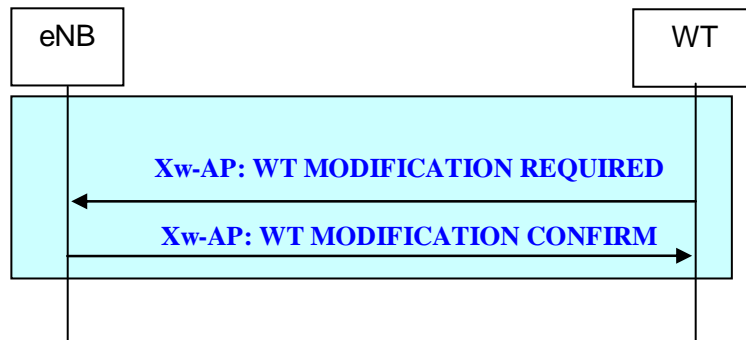 eNB
WT
Xw-AP: WT MODIFICATION REQUIRED
Xw-AP: WT MODIFICATION CONFIRM